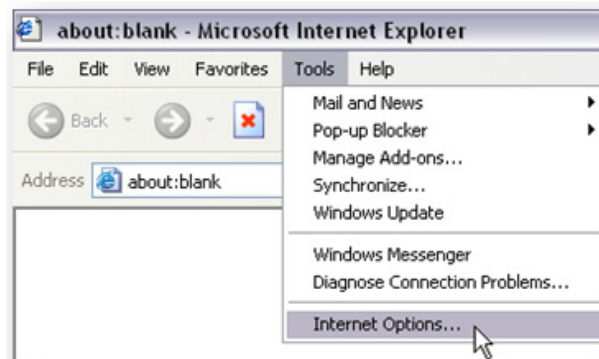 about:blank - Microsoft Internet Explorer
File Edit View Favorites Tools Help
Back
Address about:blank
Mail and News
Pop-up Blocker
Manage Add-ons...
Synchronize...
Windows Update
Windows Messenger
Diagnose Connection Problems...
Internet Options...